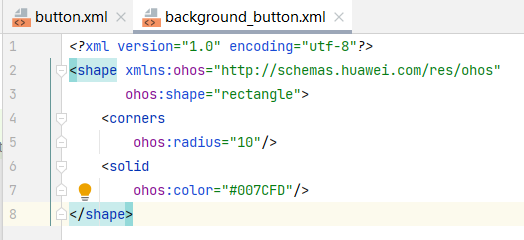 button.xml background_button.xml
1 <?xml version="1.0" encoding="utf-8"?>
2 <shape xmlns:ohos="http://schemas.huawei.com/res/ohos"
3 ohos:shape="rectangle">
4 <corners
5 ohos:radius="10"/>
6 <solid
7 ohos:color="#007CFD"/>
8 </shape>